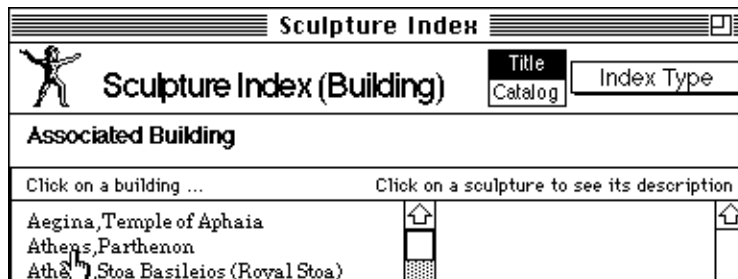 Sculpture Index
Sculpture Index (Building)
Title
Catalog
Index Type
Associated Building
Click on a building ...
Click on a sculpture to see its description
Aegina, Temple of Aphaia
Athens, Parthenon
Athens, Stoa Basileios (Royal Stoa)